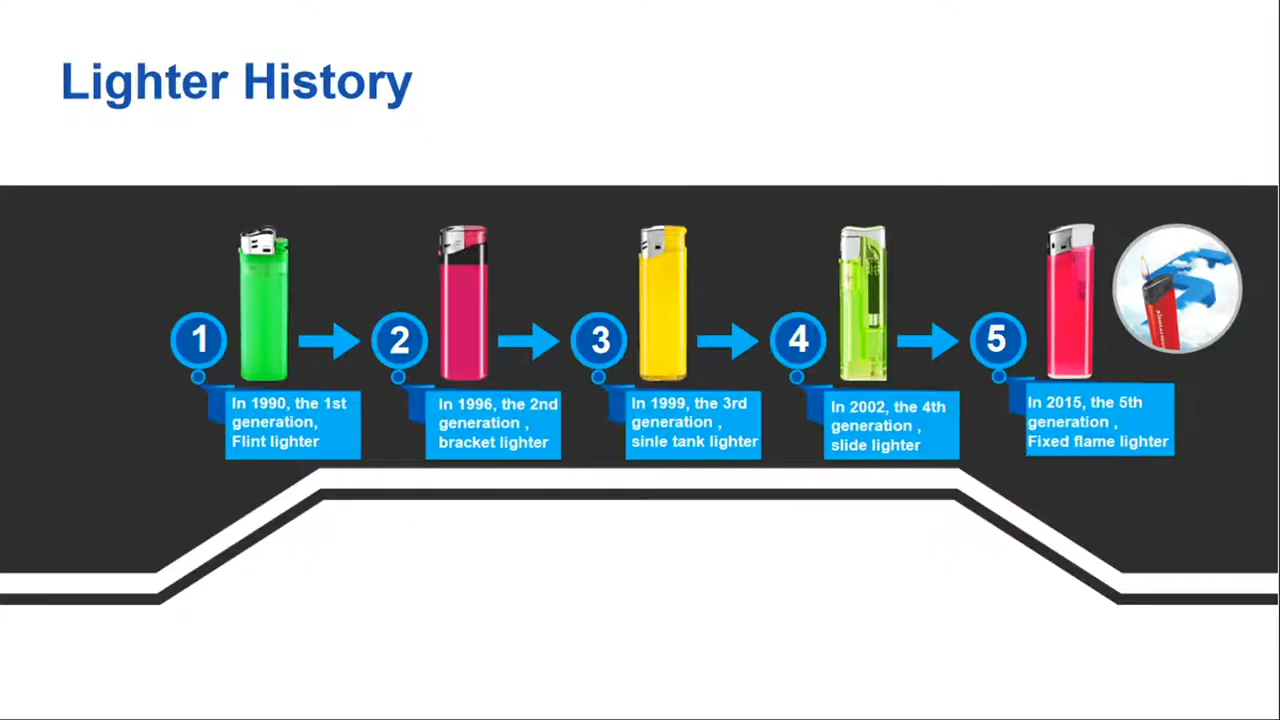 Lighter History
1
2
3
4
5
In 1990, the 1st
generation,
Flint lighter
In 1996, the 2nd
generation ,
bracket lighter
In 1999, the 3rd
generation ,
sinle tank lighter
In 2002, the 4th
generation ,
slide lighter
In 2015, the 5th
generation ,
Fixed flame lighter